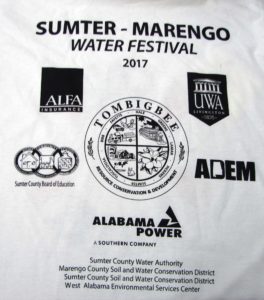 SUMTER - MARENGO
WATER FESTIVAL
2017
ALFA
INSURANCE
UWA
LIVINGSTON
TOMBIGBEE
RESOURCE CONSERVATION & DEVELOPMENT
Sumter County Board of Education
ADEM
ALABAMA
POWER
A SOUTHERN COMPANY
Sumter County Water Authority
Marengo County Soil and Water Conservation District
Sumter County Soil and Water Conservation District
West Alabama Environmental Services Center